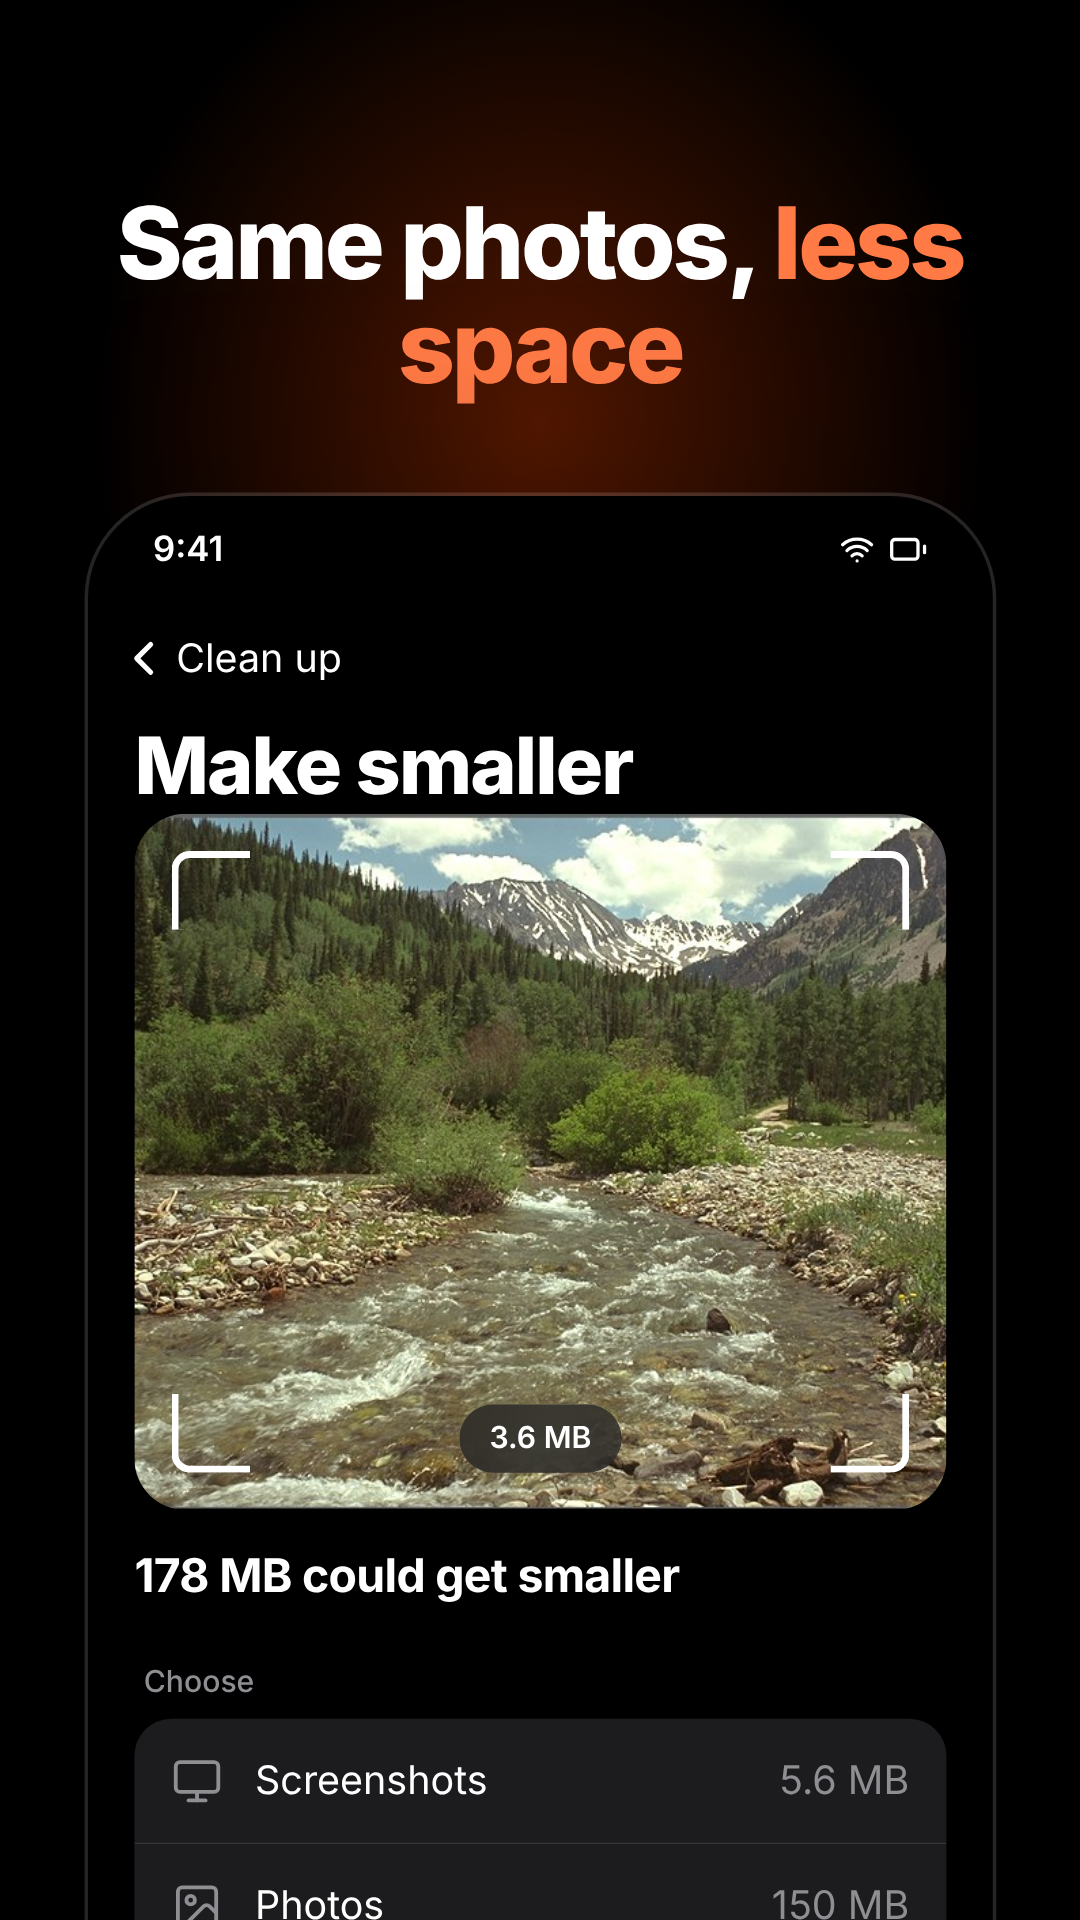 Same photos, less
space
9:41
Clean up
Make smaller
3.6 MB
178 MB could get smaller
Choose
Screenshots 5.6 MB
Photos 150 MB